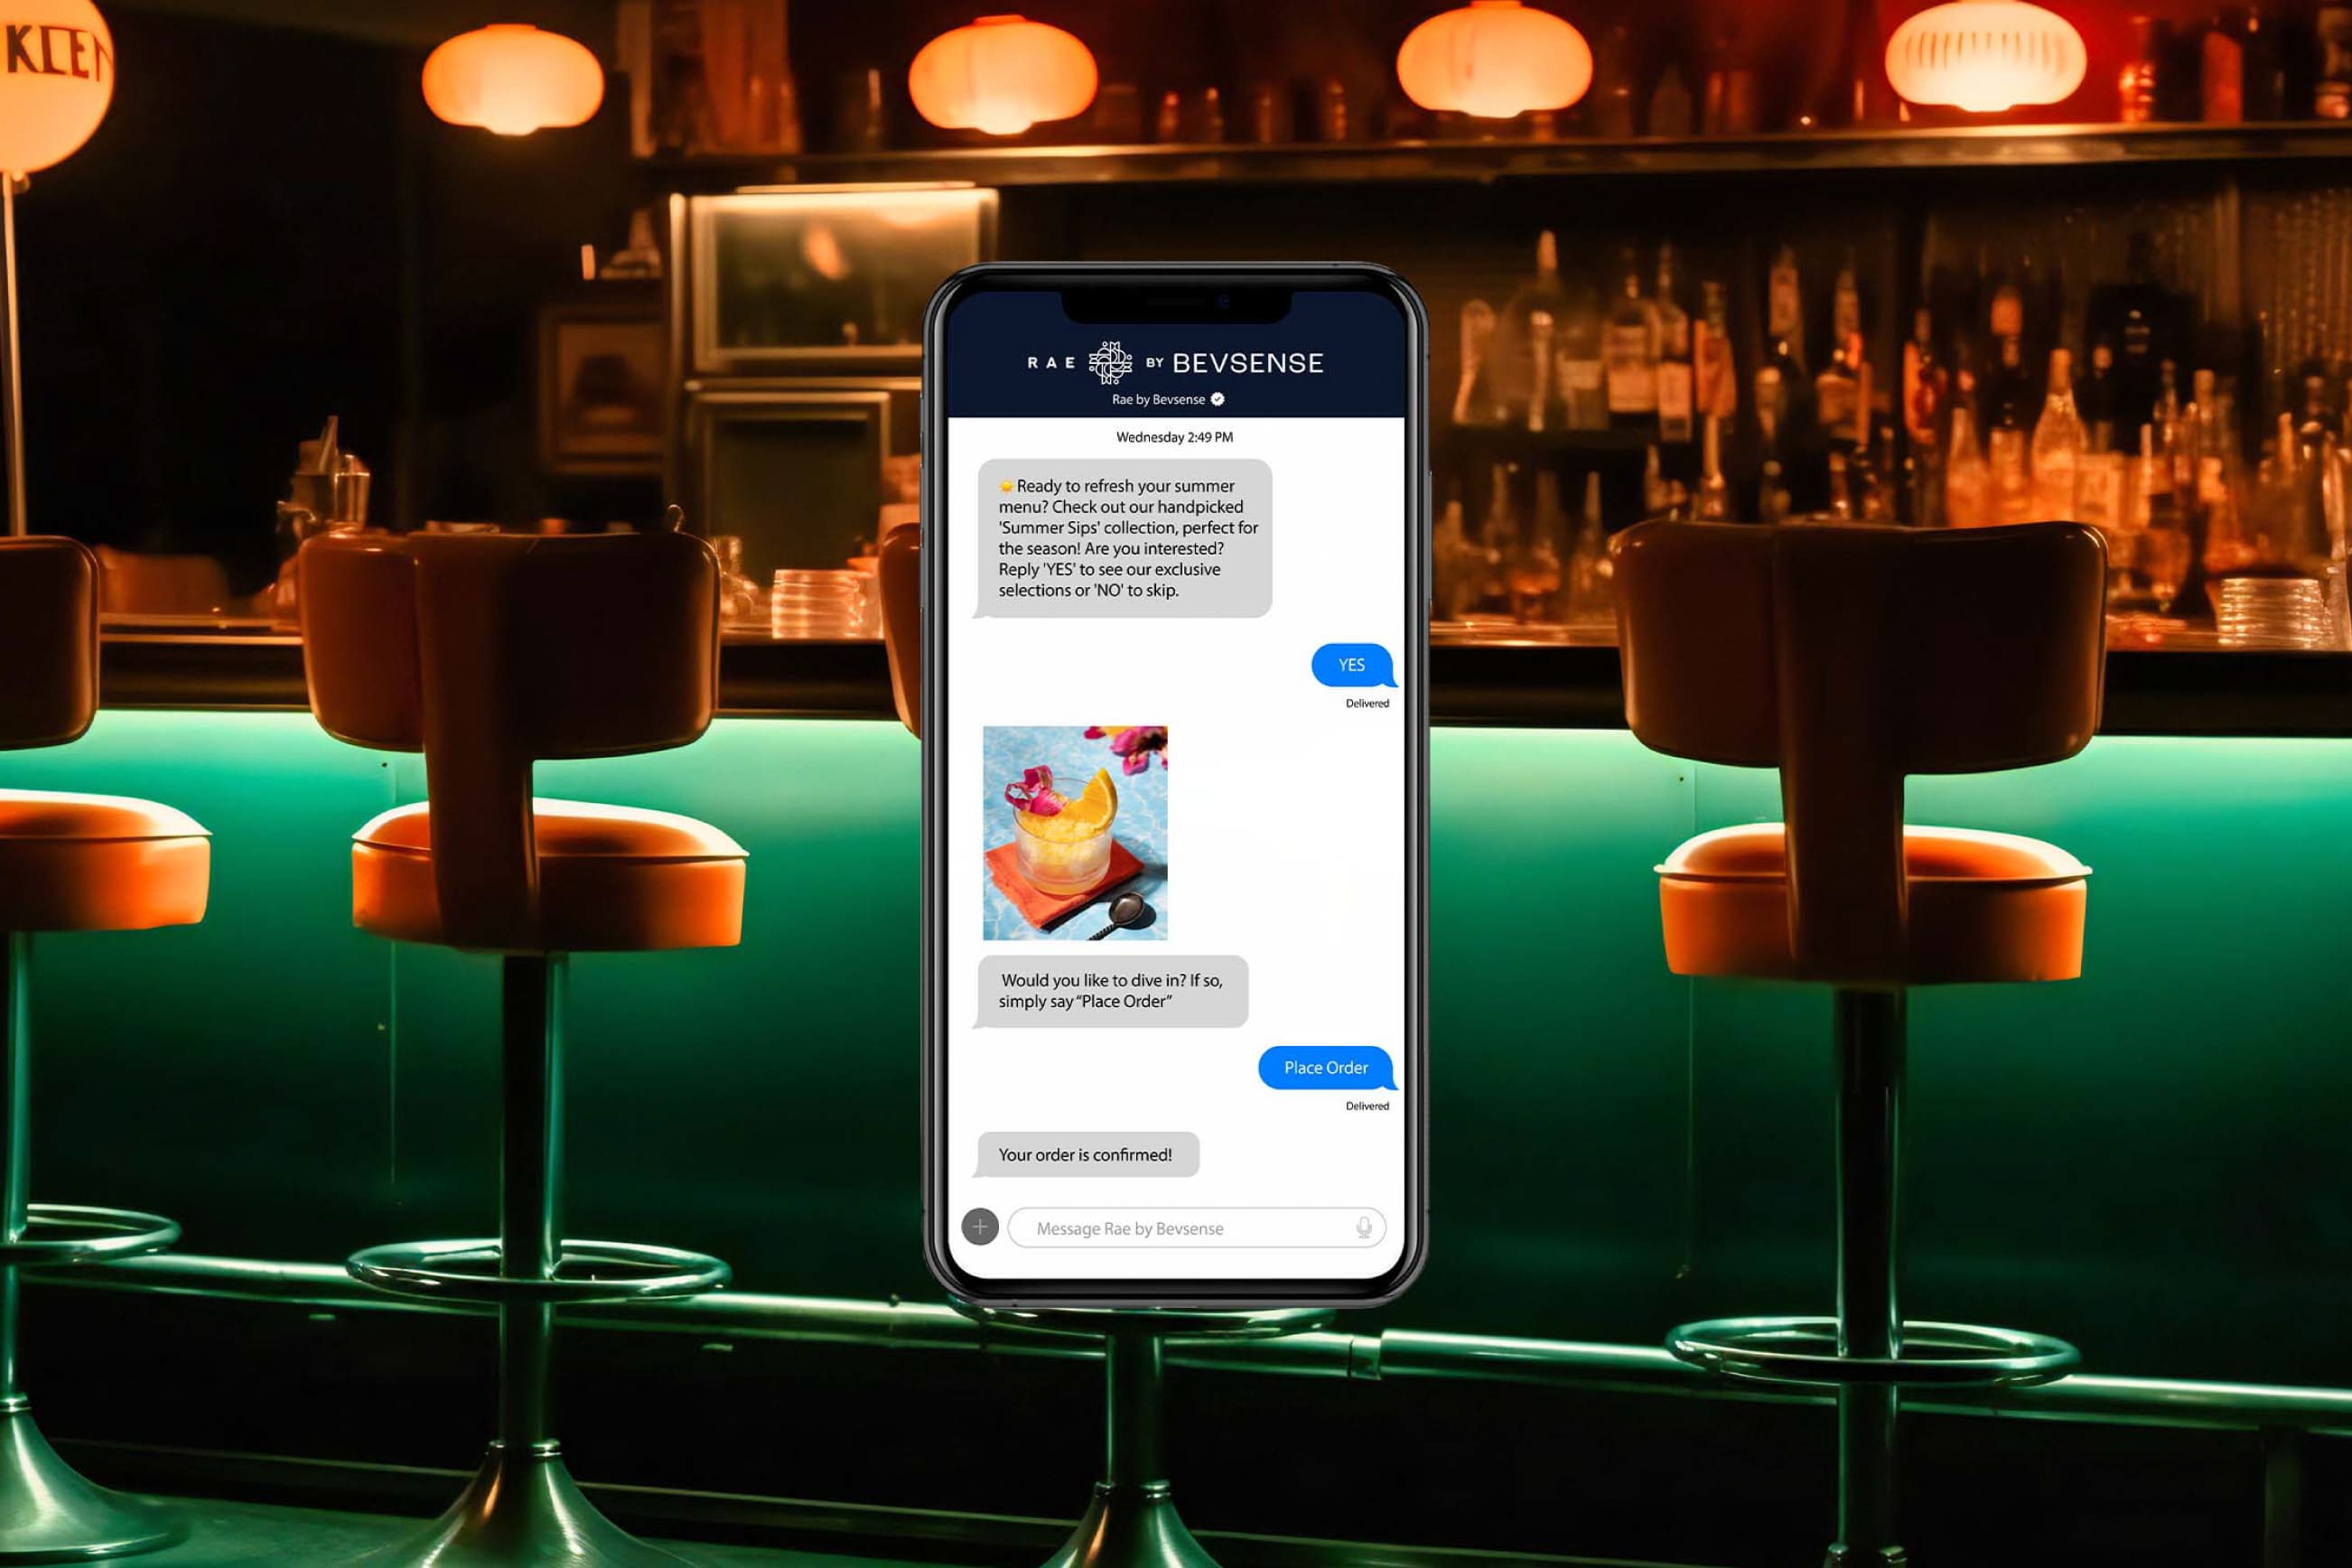 KLEN
RAE BY BEVSENSE
Rae by Bevsense
Wednesday 2:49 PM
☀️Ready to refresh your summer
menu? Check out our handpicked
'Summer Sips' collection, perfect for
the season! Are you interested?
Reply 'YES' to see our exclusive
selections or 'NO' to skip.
YES
Delivered
Would you like to dive in? If so,
simply say “Place Order”
Place Order
Delivered
Your order is confirmed!
Message Rae by Bevsense